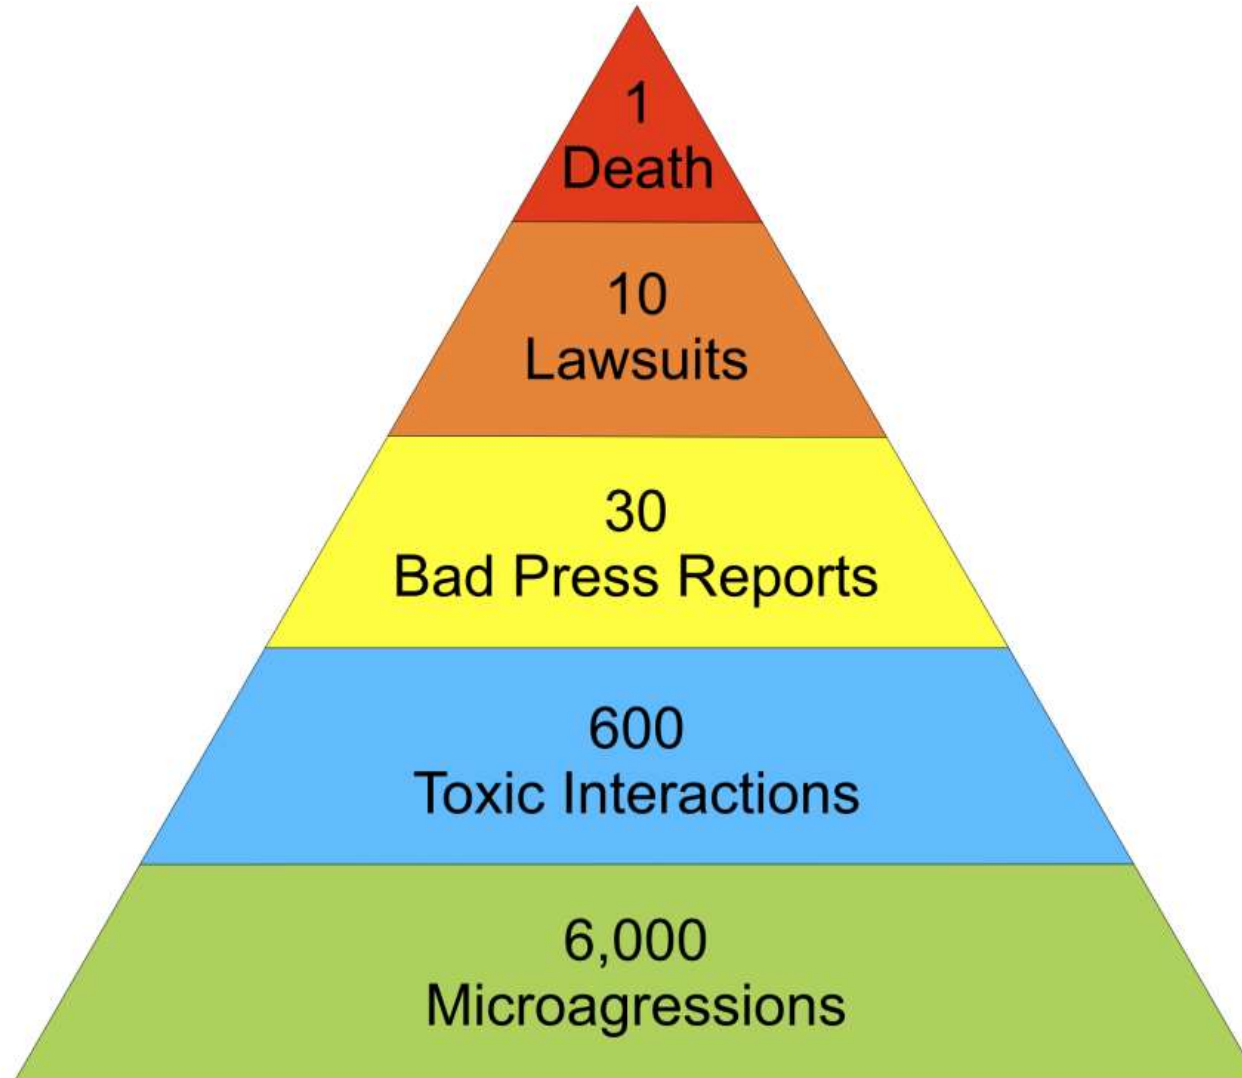 1
Death
10
Lawsuits
30
Bad Press Reports
600
Toxic Interactions
6,000
Microagressions